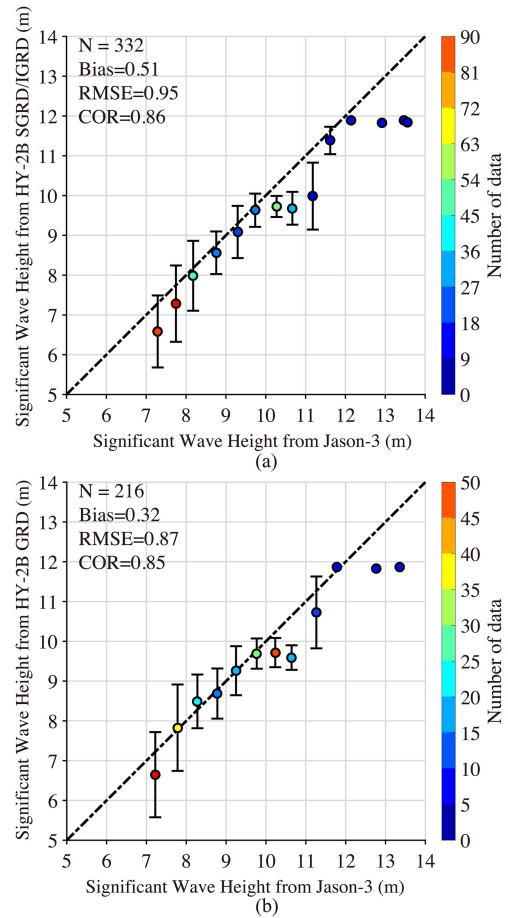 N = 332
Bias=0.51
RMSE=0.95
COR=0.86
Significant Wave Height from HY-2B SGRD/IGRD (m)
14
13
12
11
10
9
8
7
6
5
5 6 7 8 9 10 11 12 13 14
Significant Wave Height from Jason-3 (m)
90
81
72
63
54
45
36
27
18
9
0
Number of data
(a)
N = 216
Bias=0.32
RMSE=0.87
COR=0.85
Significant Wave Height from HY-2B GRD (m)
14
13
12
11
10
9
8
7
6
5
5 6 7 8 9 10 11 12 13 14
Significant Wave Height from Jason-3 (m)
50
45
40
35
30
25
20
15
10
5
0
Number of data
(b)